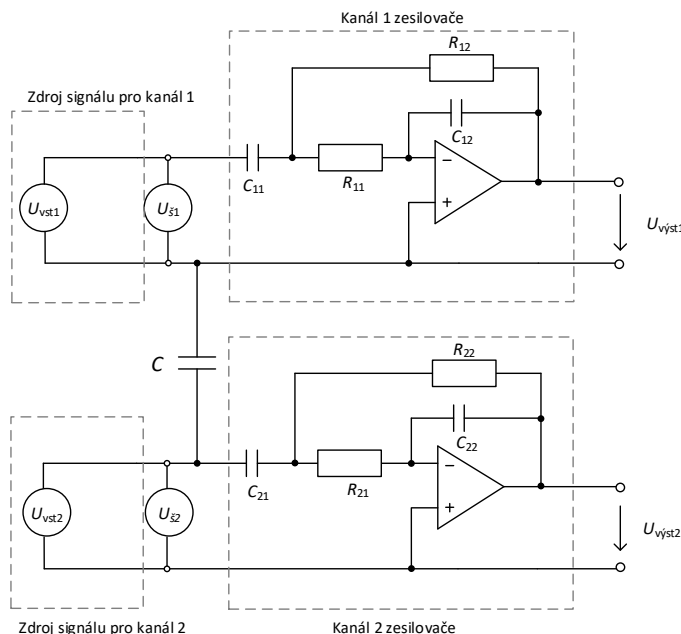 Kanál 1 zesilovače
R12
Zdroj signálu pro kanál 1
C12
C11
R11
Uvst1
Uš1
Uvýst1
C
R22
C22
C21
R21
Uvst2
Uš2
Uvýst2
Zdroj signálu pro kanál 2
Kanál 2 zesilovače